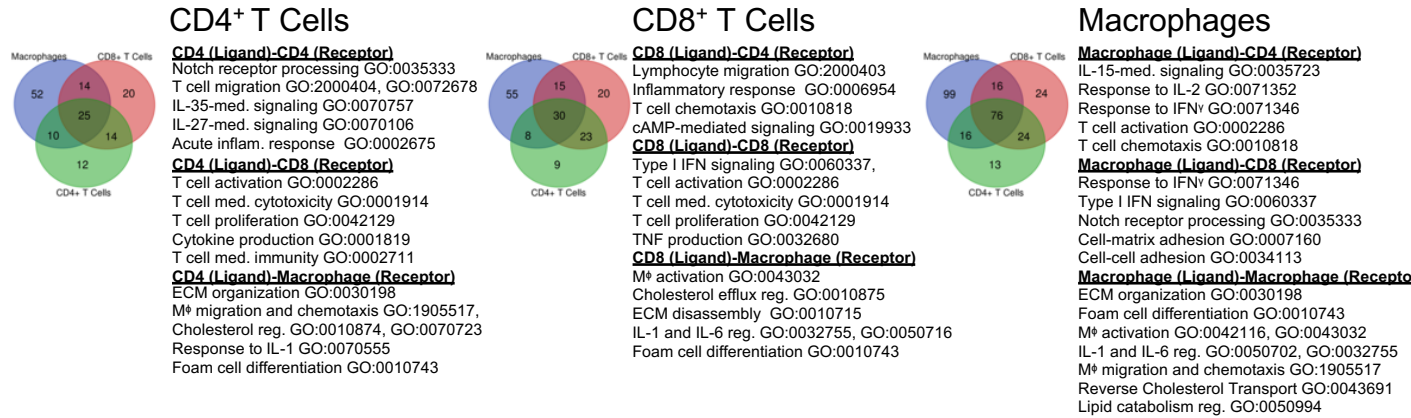 CD4⁺ T Cells
Macrophages
CD8+ T Cells
52
14
20
25
10
14
12
CD4+ T Cells
CD4 (Ligand)-CD4 (Receptor)
Notch receptor processing GO:0035333
T cell migration GO:2000404, GO:0072678
IL-35-med. signaling GO:0070757
IL-27-med. signaling GO:0070106
Acute inflam. response GO:0002675
CD4 (Ligand)-CD8 (Receptor)
T cell activation GO:0002286
T cell med. cytotoxicity GO:0001914
T cell proliferation GO:0042129
Cytokine production GO:0001819
T cell med. immunity GO:0002711
CD4 (Ligand)-Macrophage (Receptor)
ECM organization GO:0030198
Mᶲ migration and chemotaxis GO:1905517,
Cholesterol reg. GO:0010874, GO:0070723
Response to IL-1 GO:0070555
Foam cell differentiation GO:0010743
CD8⁺ T Cells
Macrophages
CD8+ T Cells
55
15
20
30
8
23
9
CD4+ T Cells
CD8 (Ligand)-CD4 (Receptor)
Lymphocyte migration GO:2000403
Inflammatory response GO:0006954
T cell chemotaxis GO:0010818
cAMP-mediated signaling GO:0019933
CD8 (Ligand)-CD8 (Receptor)
Type I IFN signaling GO:0060337,
T cell activation GO:0002286
T cell med. cytotoxicity GO:0001914
T cell proliferation GO:0042129
TNF production GO:0032680
CD8 (Ligand)-Macrophage (Receptor)
Mᶲ activation GO:0043032
Cholesterol efflux reg. GO:0010875
ECM disassembly GO:0010715
IL-1 and IL-6 reg. GO:0032755, GO:0050716
Foam cell differentiation GO:0010743
Macrophages
Macrophages
CD8+ T Cells
99
16
24
76
16
24
13
CD4+ T Cells
Macrophage (Ligand)-CD4 (Receptor)
IL-15-med. signaling GO:0035723
Response to IL-2 GO:0071352
Response to IFNᵞ GO:0071346
T cell activation GO:0002286
T cell chemotaxis GO:0010818
Macrophage (Ligand)-CD8 (Receptor)
Response to IFNᵞ GO:0071346
Type I IFN signaling GO:0060337
Notch receptor processing GO:0035333
Cell-matrix adhesion GO:0007160
Cell-cell adhesion GO:0034113
Macrophage (Ligand)-Macrophage (Recepto
ECM organization GO:0030198
Foam cell differentiation GO:0010743
Mᶲ activation GO:0042116, GO:0043032
IL-1 and IL-6 reg. GO:0050702, GO:0032755
Mᶲ migration and chemotaxis GO:1905517
Reverse Cholesterol Transport GO:0043691
Lipid catabolism reg. GO:0050994